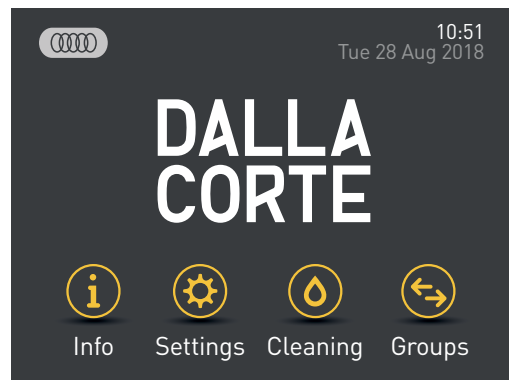 10:51
Tue 28 Aug 2018
DALLA
CORTE
Info
Settings
Cleaning
Groups